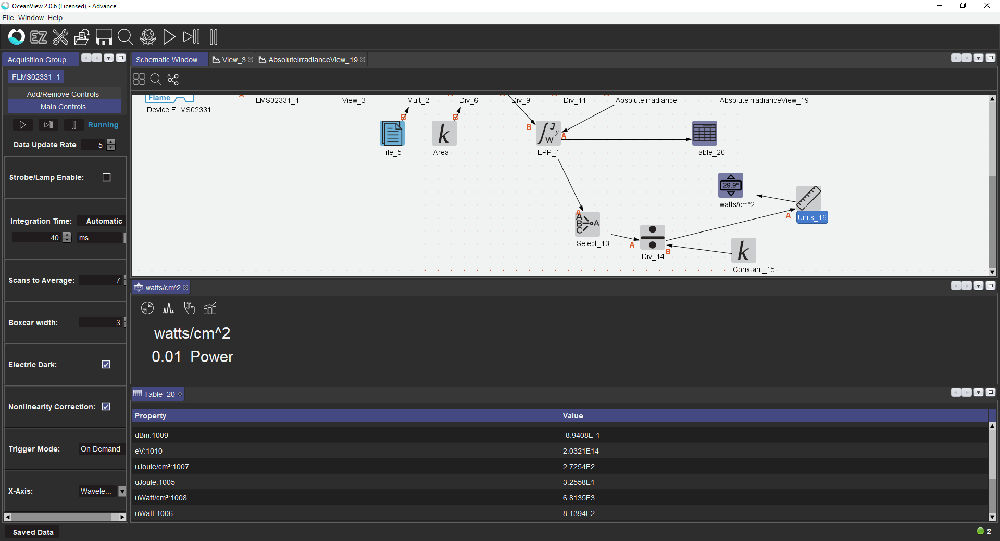 OceanView 2.0.6 (Licensed) - Advance
File Window Help
EZ
Acquisition Group...
Schematic Window
View_3
AbsoluteIrradianceView_19
FLMS02331_1
Add/Remove Controls
Main Controls
Running
Data Update Rate 5
Strobe/Lamp Enable:
Integration Time: Automatic
40 ms
Scans to Average: 7
Boxcar width: 3
Electric Dark:
Nonlinearity Correction:
Trigger Mode: On Demand
X-Axis: Wavele...
Saved Data
Flame
Device:FLMS02331
A FLMS02331_1 View_3 Mult_2 Div_6 Div_9 Div_11 AbsoluteIrradiance AbsoluteIrradianceView_19
B B B A
k
∫ J y W
File_5 Area EPP_1 Table_20
29.9º
watts/cm^2
A Units_16
A
A B C A
Select_13
A B
Div_14
k
Constant_15
watts/cm^2
watts/cm^2
0.01 Power
Table_20
Property Value
dBm:1009 -8.9408E-1
eV:1010 2.0321E14
uJoule/cm²:1007 2.7254E2
uJoule:1005 3.2558E1
uWatt/cm²:1008 6.8135E3
uWatt:1006 8.1394E2
2